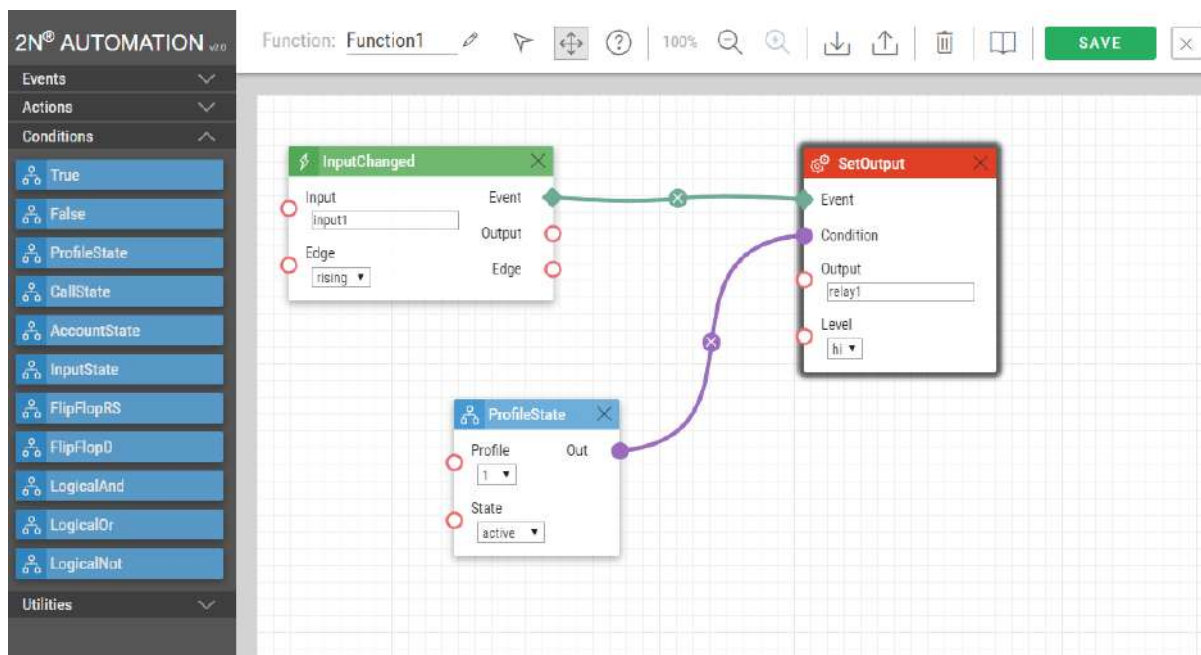 2N® AUTOMATION v2.0
Function: Function1
100%
SAVE
Events
Actions
Conditions
True
False
ProfileState
CallState
AccountState
InputState
FlipFlopRS
FlipFlopD
LogicalAnd
LogicalOr
LogicalNot
Utilities
InputChanged
Input
input1
Edge
rising
Event
Output
Edge
SetOutput
Event
Condition
Output
relay1
Level
hi
ProfileState
Profile
1
State
active
Out